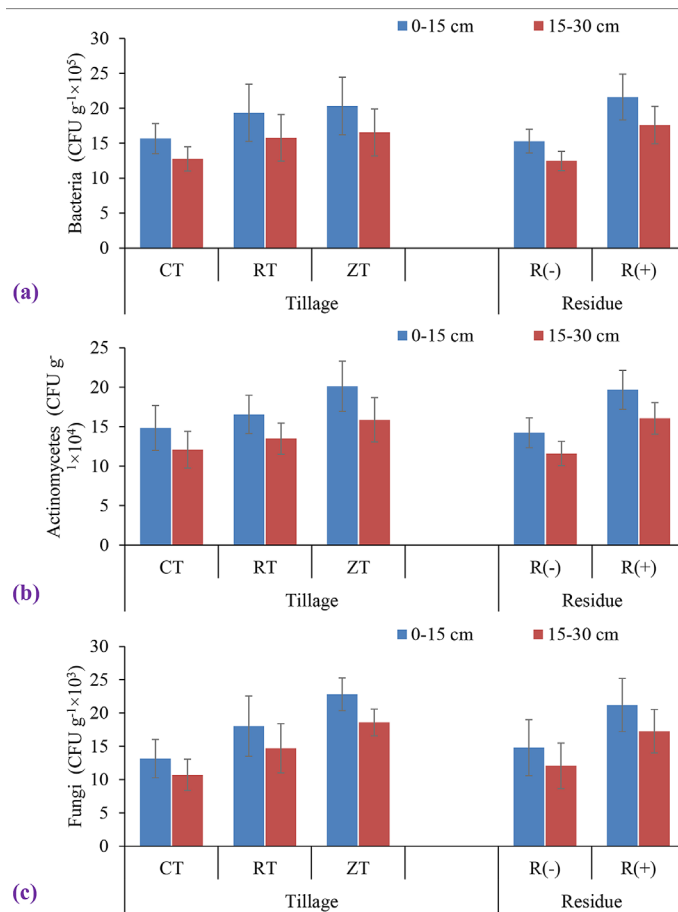 0-15 cm 15-30 cm
30
25
20
15
10
5
0
Bacteria (CFU g⁻¹×10⁵)
CT RT ZT R(-) R(+)
Tillage Residue
(a)
0-15 cm 15-30 cm
25
20
15
10
5
0
Actinomycetes (CFU g⁻
¹×10⁴)
CT RT ZT R(-) R(+)
Tillage Residue
(b)
0-15 cm 15-30 cm
30
25
20
15
10
5
0
Fungi (CFU g⁻¹×10³)
CT RT ZT R(-) R(+)
Tillage Residue
(c)